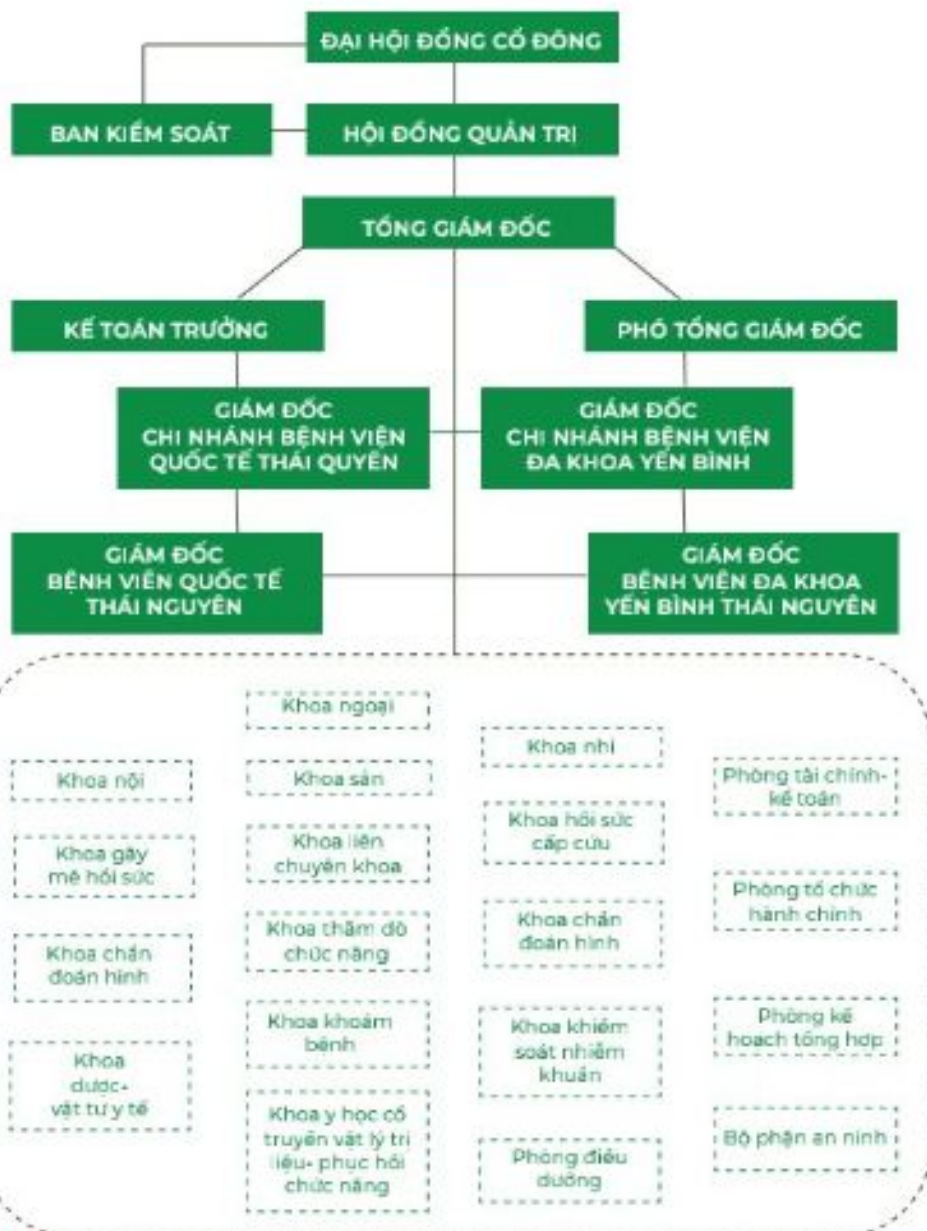 ĐẠI HỘI ĐỒNG CỔ ĐÔNG
BAN KIỂM SOÁT
HỘI ĐỒNG QUẢN TRỊ
TỔNG GIÁM ĐỐC
KẾ TOÁN TRƯỞNG
PHÓ TỔNG GIÁM ĐỐC
GIÁM ĐỐC
CHI NHÁNH BỆNH VIỆN
QUỐC TẾ THÁI QUYÊN
GIÁM ĐỐC
CHI NHÁNH BỆNH VIỆN
ĐA KHOA YÊN BÌNH
GIÁM ĐỐC
BỆNH VIÊN QUỐC TẾ
THÁI NGUYÊN
GIÁM ĐỐC
BỆNH VIỆN ĐA KHOA
YÊN BÌNH THÁI NGUYÊN
Khoa nội
Khoa gây
mê hồi sức
Khoa chẩn
đoán hình
Khoa
dược-
vật tư y tế
Khoa ngoại
Khoa sản
Khoa liên
chuyên khoa
Khoa thăm dò
chức năng
Khoa khoám
bệnh
Khoa y học cổ
truyền vật lý trị
liệu- phục hồi
chức năng
Khoa nhi
Khoa hồi sức
cấp cứu
Khoa chẩn
đoán hình
Khoa khiểm
soát nhiễm
khuẩn
Phòng điều
dưỡng
Phòng tài chính-
kế toán
Phòng tổ chức
hành chính
Phòng kế
hoạch tổng hợp
Bộ phận an ninh